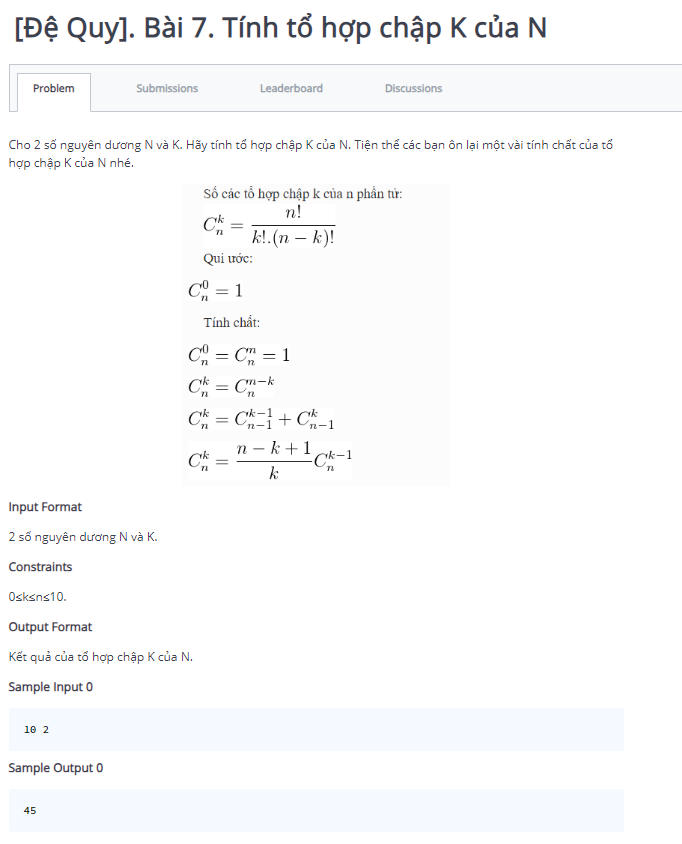 [Đệ Quy]. Bài 7. Tính tổ hợp chập K của N
Problem
Submissions
Leaderboard
Discussions
Cho 2 số nguyên dương N và K. Hãy tính tổ hợp chập K của N. Tiện thể các bạn ôn lại một vài tính chất của tổ
hợp chập K của N nhé.
Số các tổ hợp chập k của n phần tử:
C_n^k = n! / k!.(n − k)!
Qui ước:
C_n^0 = 1
Tính chất:
C_n^0 = C_n^n = 1
C_n^k = C_n^{n−k}
C_n^k = C_{n−1}^{k−1} + C_{n−1}^k
C_n^k = (n − k + 1) / k C_n^{k−1}
Input Format
2 số nguyên dương N và K.
Constraints
0≤k≤n≤10.
Output Format
Kết quả của tổ hợp chập K của N.
Sample Input 0
10 2
Sample Output 0
45